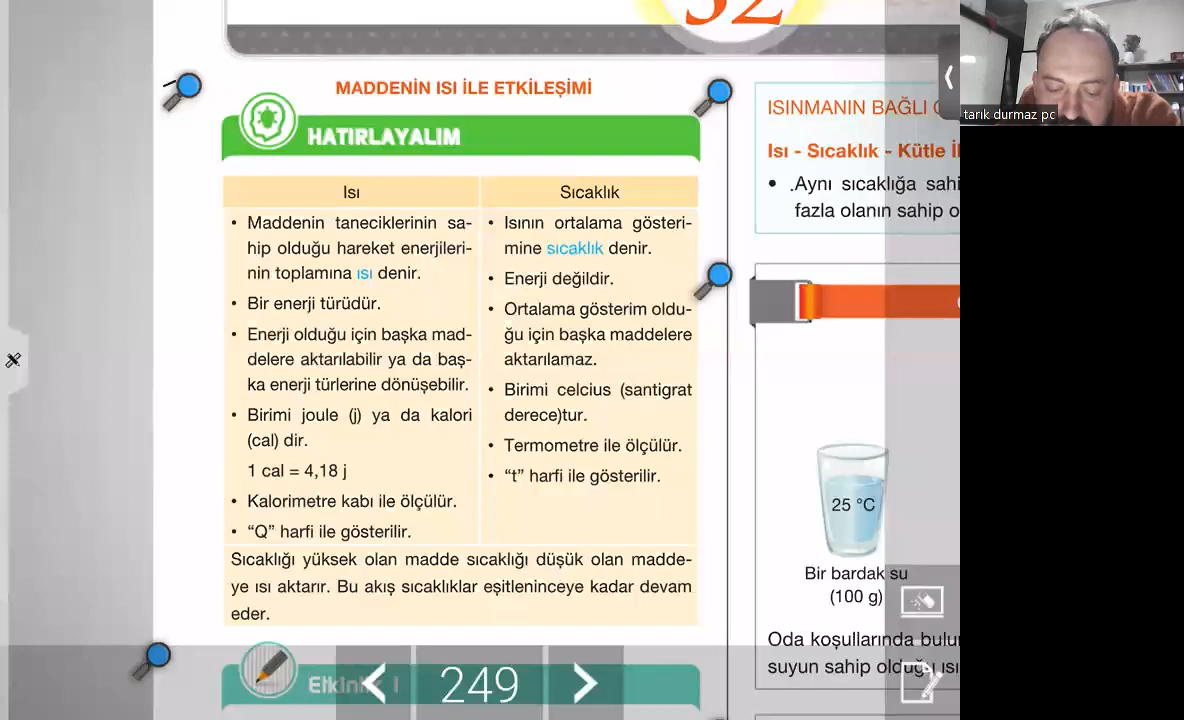 32
MADDENİN ISI İLE ETKİLEŞİMİ
HATIRLAYALIM
Isı
• Maddenin taneciklerinin sa-
hip olduğu hareket enerjileri-
nin toplamına ısı denir.
• Bir enerji türüdür.
• Enerji olduğu için başka mad-
delere aktarılabilir ya da baş-
ka enerji türlerine dönüşebilir.
• Birimi joule (j) ya da kalori
(cal) dir.
1 cal = 4,18 j
• Kalorimetre kabı ile ölçülür.
• “Q” harfi ile gösterilir.
Sıcaklık
• Isının ortalama gösteri-
mine sıcaklık denir.
• Enerji değildir.
• Ortalama gösterim oldu-
ğu için başka maddelere
aktarılamaz.
• Birimi celcius (santigrat
derece)tur.
• Termometre ile ölçülür.
• “t” harfi ile gösterilir.
Sıcaklığı yüksek olan madde sıcaklığı düşük olan madde-
ye ısı aktarır. Bu akış sıcaklıklar eşitleninceye kadar devam
eder.
Etkinlik 1
249
ISINMANIN BAĞLI
Isı - Sıcaklık - Kütle İl
• .Aynı sıcaklığa sahi
fazla olanın sahip o
25 °C
Bir bardak su
(100 g)
Oda koşullarında bulu
suyun sahip olduğu ısı
tarık durmaz pc